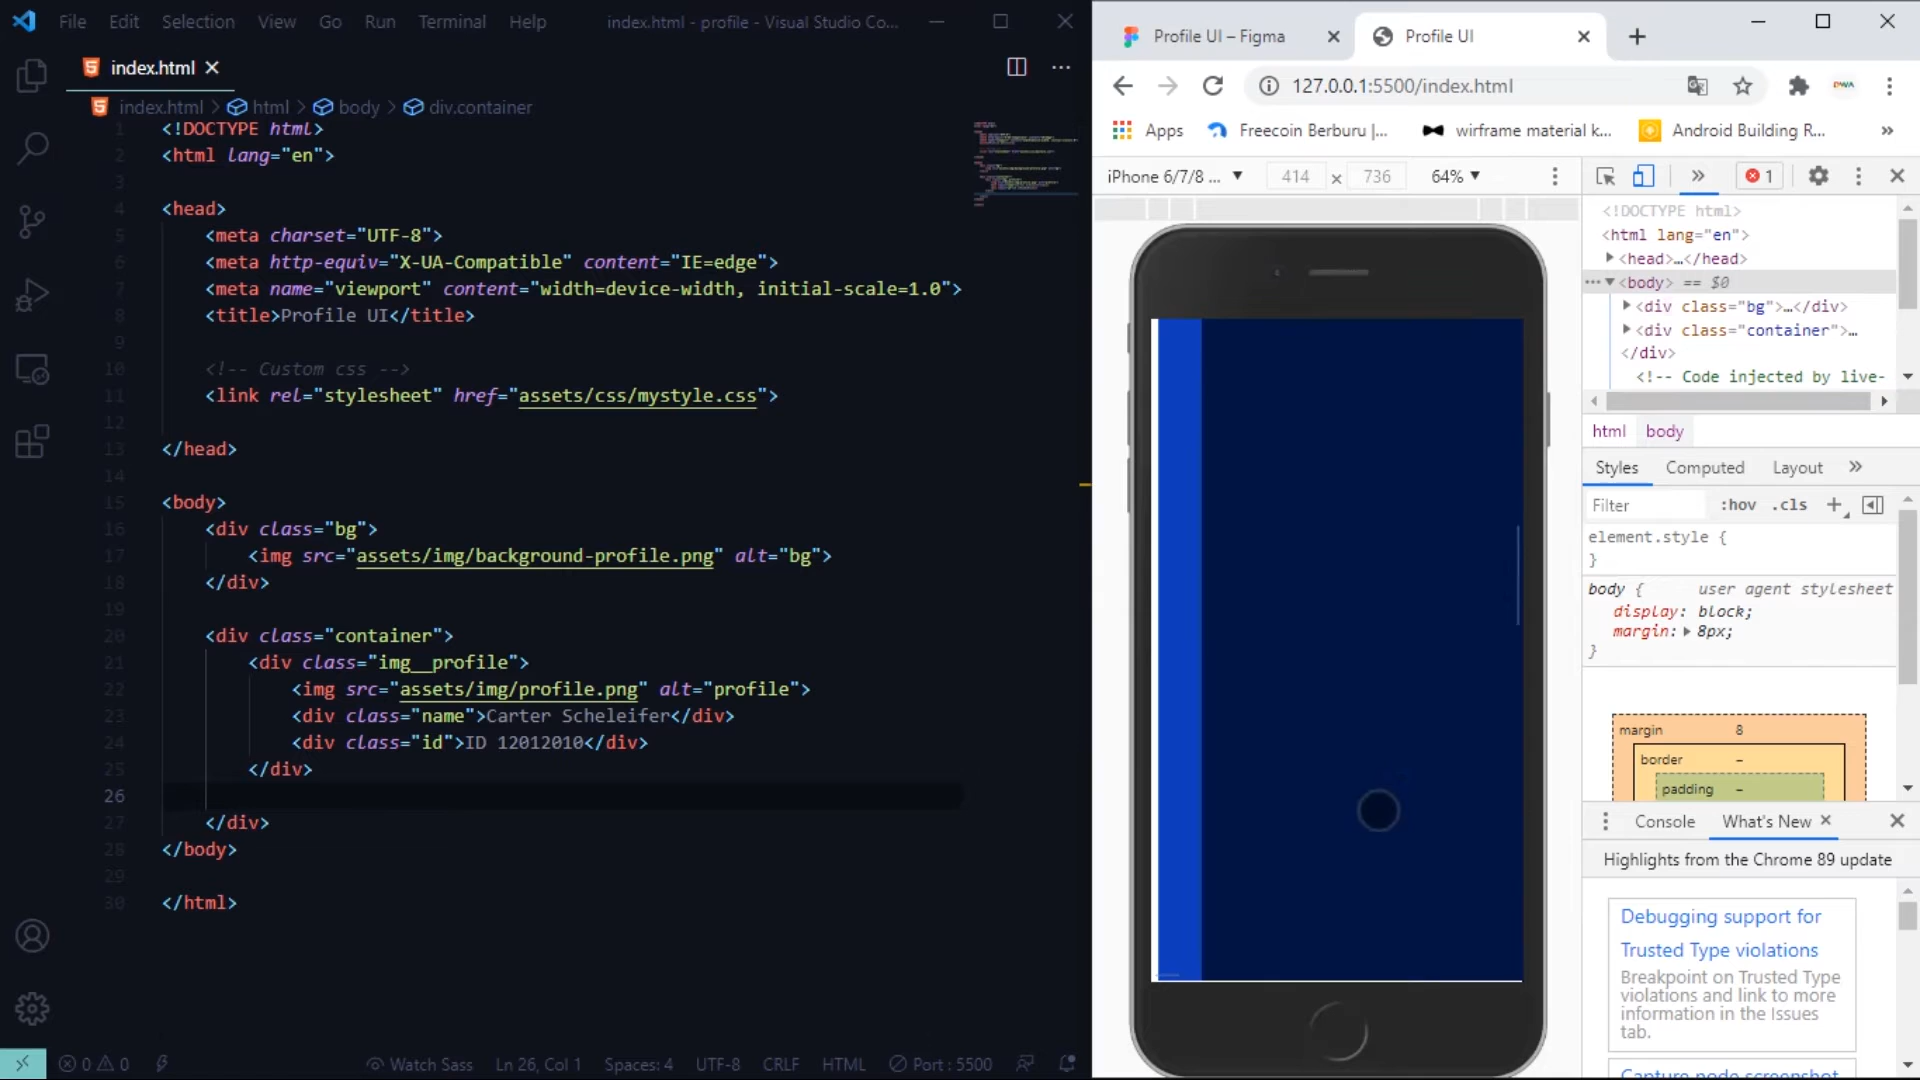 File Edit Selection View Go Run Terminal Help index.html - profile - Visual Studio Co...
index.html
index.html > html > body > div.container
1 <!DOCTYPE html>
2 <html lang="en">
3
4 <head>
5 <meta charset="UTF-8">
6 <meta http-equiv="X-UA-Compatible" content="IE=edge">
7 <meta name="viewport" content="width=device-width, initial-scale=1.0">
8 <title>Profile UI</title>
9
10 <!-- Custom css -->
11 <link rel="stylesheet" href="assets/css/mystyle.css">
12
13 </head>
14
15 <body>
16 <div class="bg">
17 <img src="assets/img/background-profile.png" alt="bg">
18 </div>
19
20 <div class="container">
21 <div class="img__profile">
22 <img src="assets/img/profile.png" alt="profile">
23 <div class="name">Carter Scheleifer</div>
24 <div class="id">ID 12012010</div>
25 </div>
26
27 </div>
28 </body>
29
30 </html>
0 0 Watch Sass Ln 26, Col 1 Spaces: 4 UTF-8 CRLF HTML Port : 5500
Profile UI – Figma Profile UI
127.0.0.1:5500/index.html
Apps Freecoin Berburu |... wirframe material k... Android Building R... »
iPhone 6/7/8 ... 414 x 736 64% » 1
<!DOCTYPE html>
<html lang="en">
<head>…</head>
<body> == $0
<div class="bg">…</div>
<div class="container">…
</div>
<!-- Code injected by live-
html body
Styles Computed Layout »
Filter :hov .cls +
element.style {
}
body { user agent stylesheet
display: block;
margin: 8px;
}
margin 8
border –
padding –
Console What's New
Highlights from the Chrome 89 update
Debugging support for
Trusted Type violations
Breakpoint on Trusted Type
violations and link to more
information in the Issues
tab.
Capture node screenshot